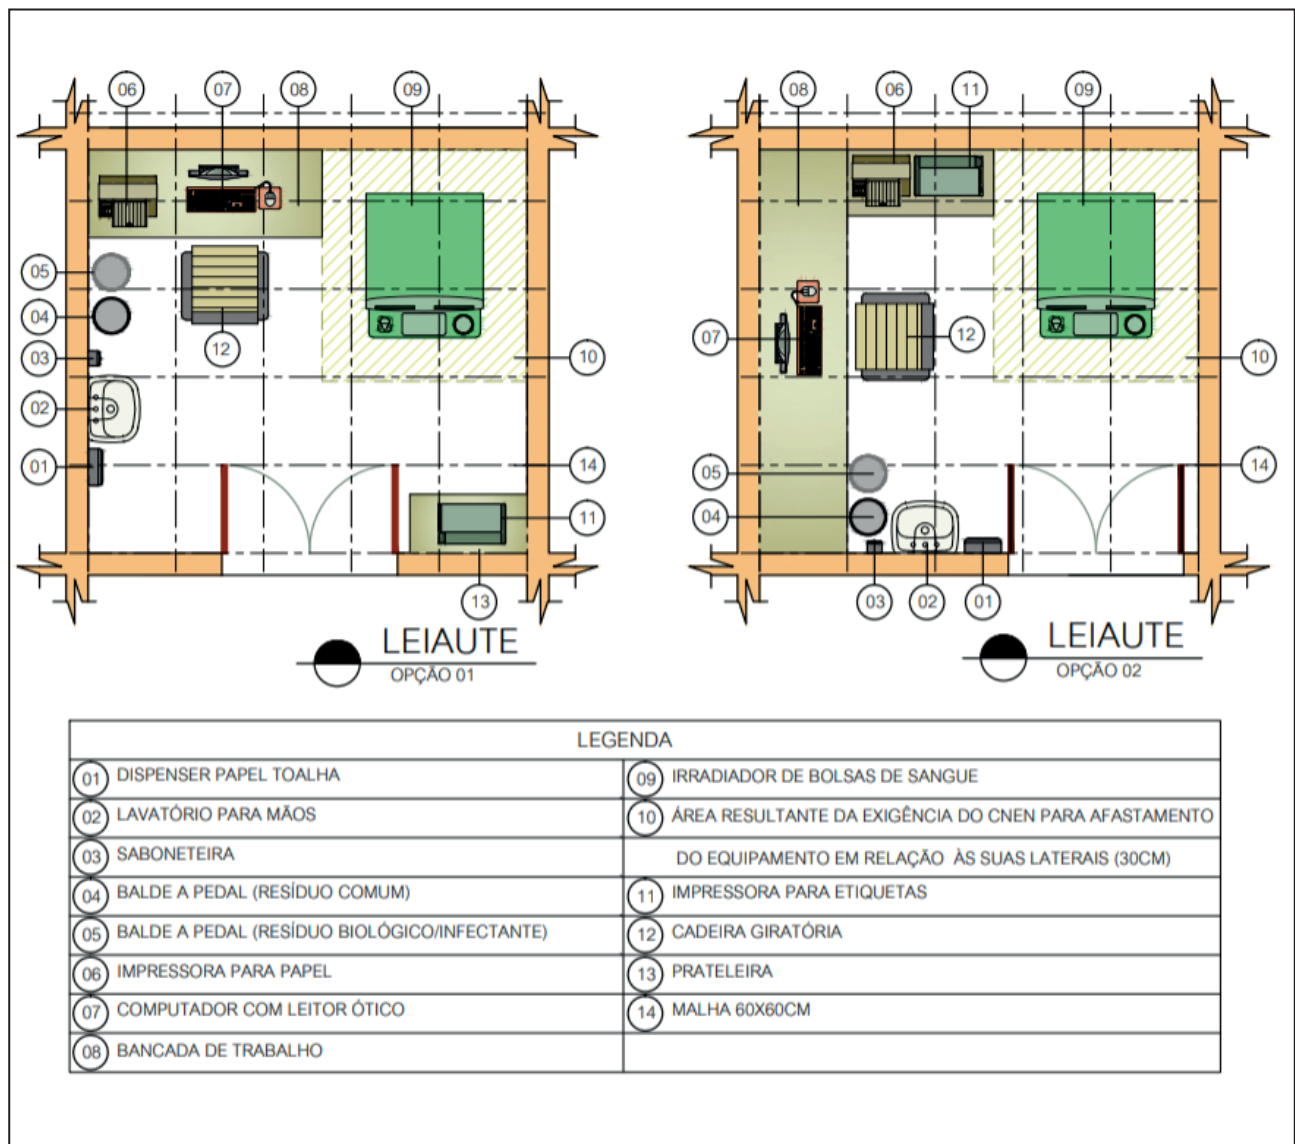 06 07 08 09
08 06 11 09
05
04
03
02
01
12
10
14
11
13
07
12
10
05
04
14
03 02 01
LEIAUTE
OPÇÃO 01
LEIAUTE
OPÇÃO 02
LEGENDA
01 DISPENSER PAPEL TOALHA
02 LAVATÓRIO PARA MÃOS
03 SABONETEIRA
04 BALDE A PEDAL (RESÍDUO COMUM)
05 BALDE A PEDAL (RESÍDUO BIOLÓGICO/INFECTANTE)
06 IMPRESSORA PARA PAPEL
07 COMPUTADOR COM LEITOR ÓTICO
08 BANCADA DE TRABALHO
09 IRRADIADOR DE BOLSAS DE SANGUE
10 ÁREA RESULTANTE DA EXIGÊNCIA DO CNEN PARA AFASTAMENTO
DO EQUIPAMENTO EM RELAÇÃO ÀS SUAS LATERAIS (30CM)
11 IMPRESSORA PARA ETIQUETAS
12 CADEIRA GIRATÓRIA
13 PRATELEIRA
14 MALHA 60X60CM